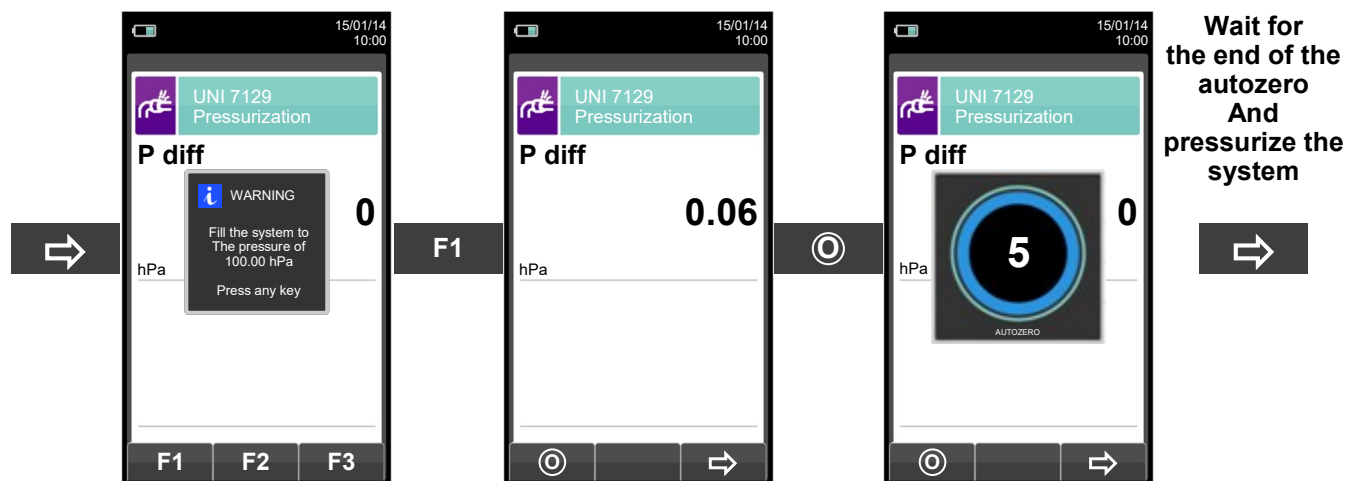 15/01/14
10:00
UNI 7129
Pressurization
P diff
WARNING
0
Fill the system to
The pressure of
100.00 hPa
hPa
Press any key
F1 F2 F3
F1
15/01/14
10:00
UNI 7129
Pressurization
P diff
0.06
hPa
15/01/14
10:00
UNI 7129
Pressurization
P diff
0
5
hPa
AUTOZERO
Wait for
the end of the
autozero
And
pressurize the
system